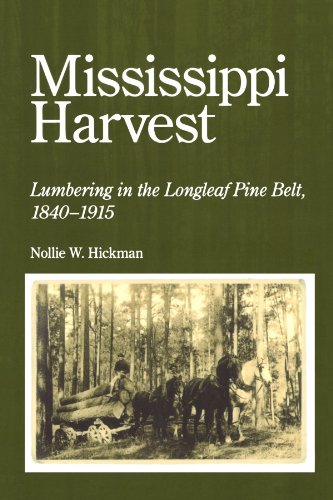 Mississippi
Harvest
Lumbering in the Longleaf Pine Belt,
1840–1915
Nollie W. Hickman